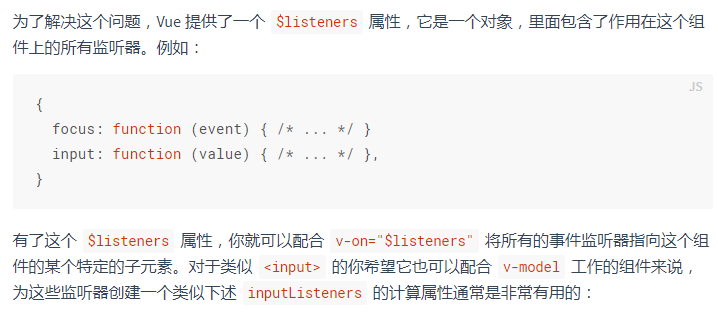 为了解决这个问题，Vue 提供了一个 $listeners 属性，它是一个对象，里面包含了作用在这个组
件上的所有监听器。例如：
JS
{
  focus: function (event) { /* ... */ }
  input: function (value) { /* ... */ },
}
有了这个 $listeners 属性，你就可以配合 v-on="$listeners" 将所有的事件监听器指向这个组
件的某个特定的子元素。对于类似 <input> 的你希望它也可以配合 v-model 工作的组件来说，
为这些监听器创建一个类似下述 inputListeners 的计算属性通常是非常有用的：